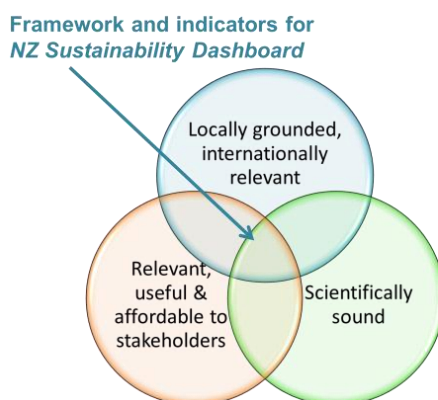 Framework and indicators for
NZ Sustainability Dashboard
Locally grounded,
internationally
relevant
Relevant,
useful &
affordable to
stakeholders
Scientifically
sound